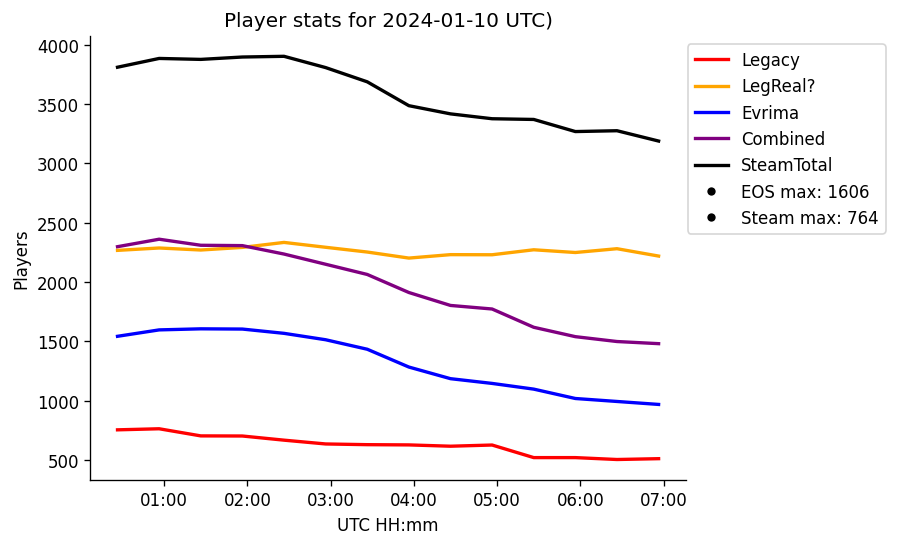 Player stats for 2024-01-10 UTC)
4000
3500
3000
2500
2000
1500
1000
500
Players
01:00 02:00 03:00 04:00 05:00 06:00 07:00
UTC HH:mm
Legacy
LegReal?
Evrima
Combined
SteamTotal
EOS max: 1606
Steam max: 764